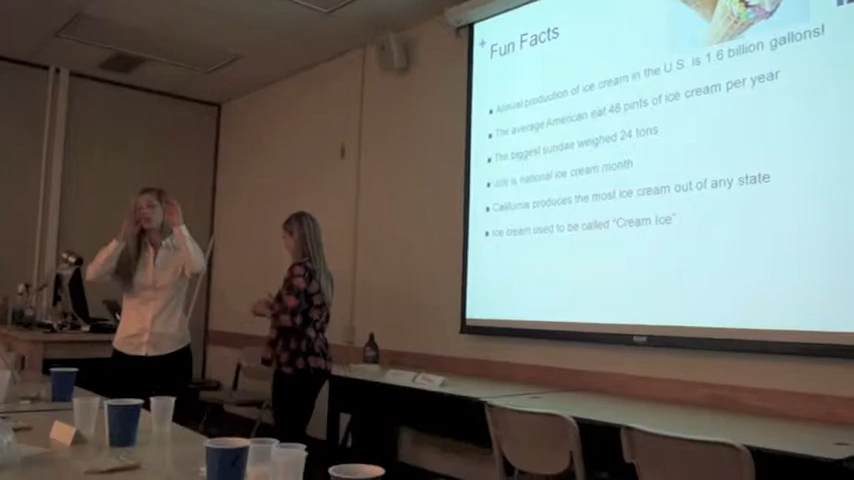 Fun Facts
Annual production of ice cream in the U.S. is 1.6 billion gallons!
The average American eat 46 pints of ice cream per year
The biggest sundae weighed 24 tons
July is national ice cream month
California produces the most ice cream out of any state
Ice cream used to be called "Cream Ice"